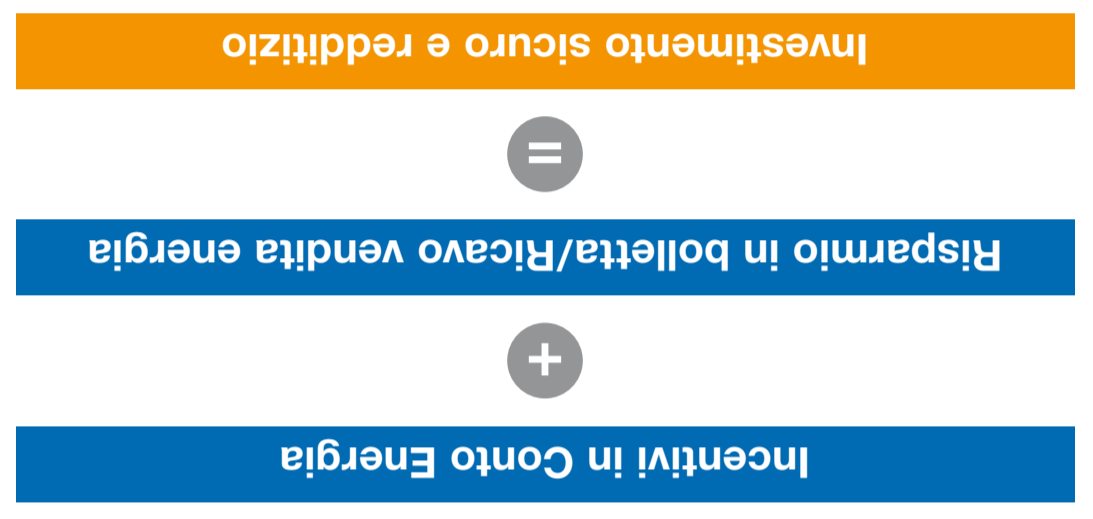 Incentivi in Conto Energia
+
Risparmio in bolletta/Ricavo vendita energia
=
Investimento sicuro e redditizio